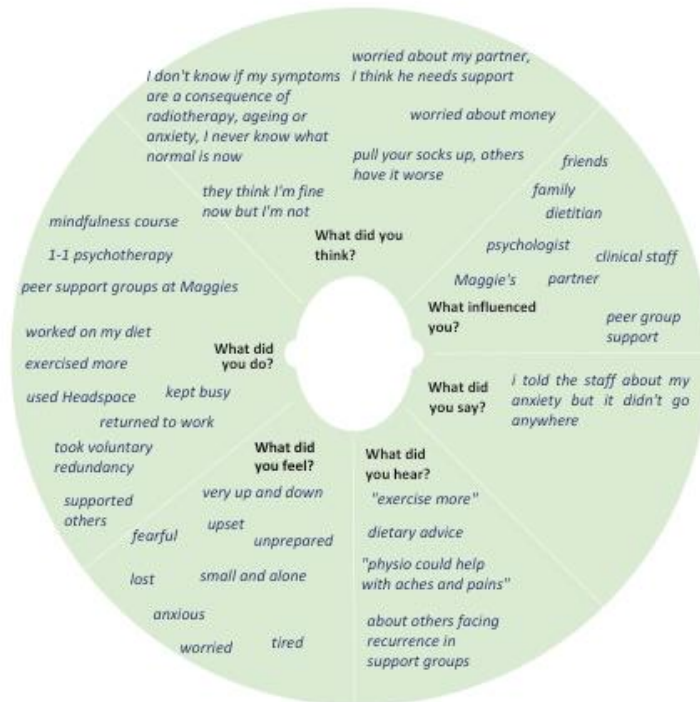 worried about my partner,
I think he needs support
I don't know if my symptoms
are a consequence of
radiotherapy, ageing or
anxiety, I never know what
normal is now
worried about money
pull your socks up, others
have it worse
they think I'm fine
now but I'm not
What did you
think?
friends
family
dietitian
psychologist
clinical staff
Maggie's
partner
What influenced
you?
peer group
support
What did
you say?
i told the staff about my
anxiety but it didn't go
anywhere
What did
you hear?
"exercise more"
dietary advice
"physio could help
with aches and pains"
about others facing
recurrence in
support groups
What did
you feel?
very up and down
upset
fearful
unprepared
lost
small and alone
anxious
worried
tired
mindfulness course
1-1 psychotherapy
peer support groups at Maggies
worked on my diet
What did
you do?
exercised more
used Headspace
kept busy
returned to work
took voluntary
redundancy
supported
others